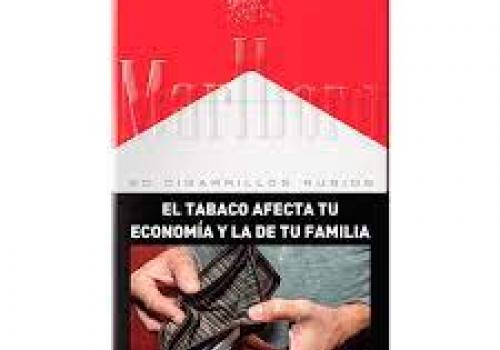 Marlboro
20 CIGARRILLOS RUBIOS
EL TABACO AFECTA TU
ECONOMÍA Y LA DE TU FAMILIA